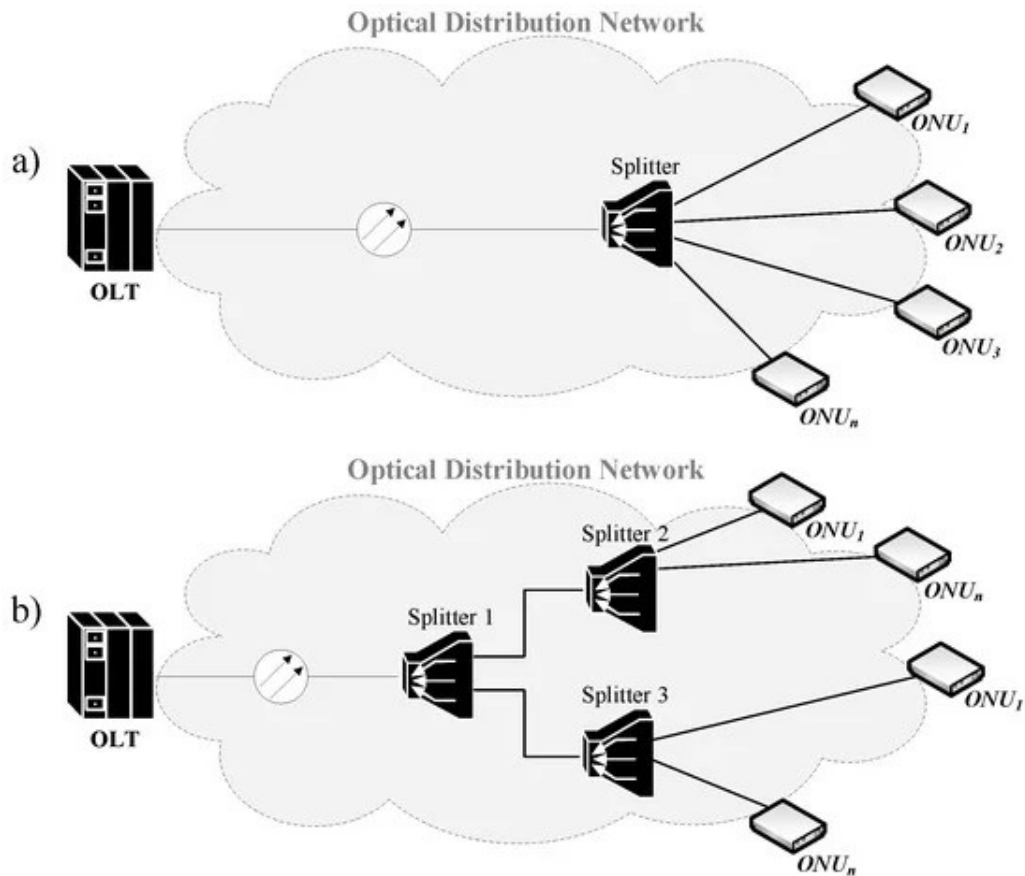 Optical Distribution Network
a)
OLT
Splitter
ONU₁
ONU₂
ONU₃
ONUₙ
Optical Distribution Network
b)
OLT
Splitter 1
Splitter 2
Splitter 3
ONU₁
ONUₙ
ONU₁
ONUₙ